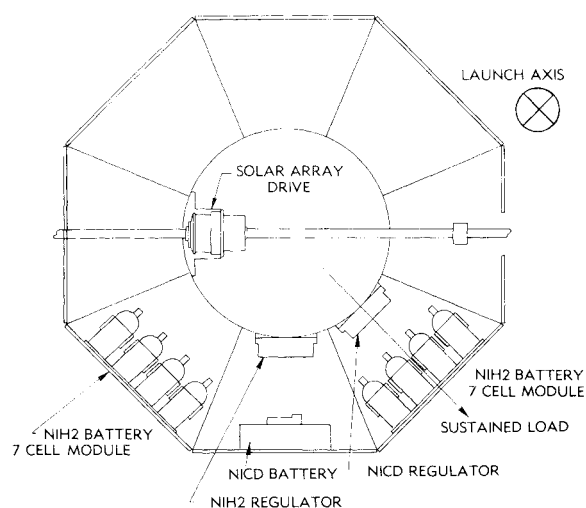 LAUNCH AXIS
SOLAR ARRAY
DRIVE
NIH2 BATTERY
7 CELL MODULE
NIH2 BATTERY
7 CELL MODULE
SUSTAINED LOAD
NICD BATTERY
NICD REGULATOR
NIH2 REGULATOR